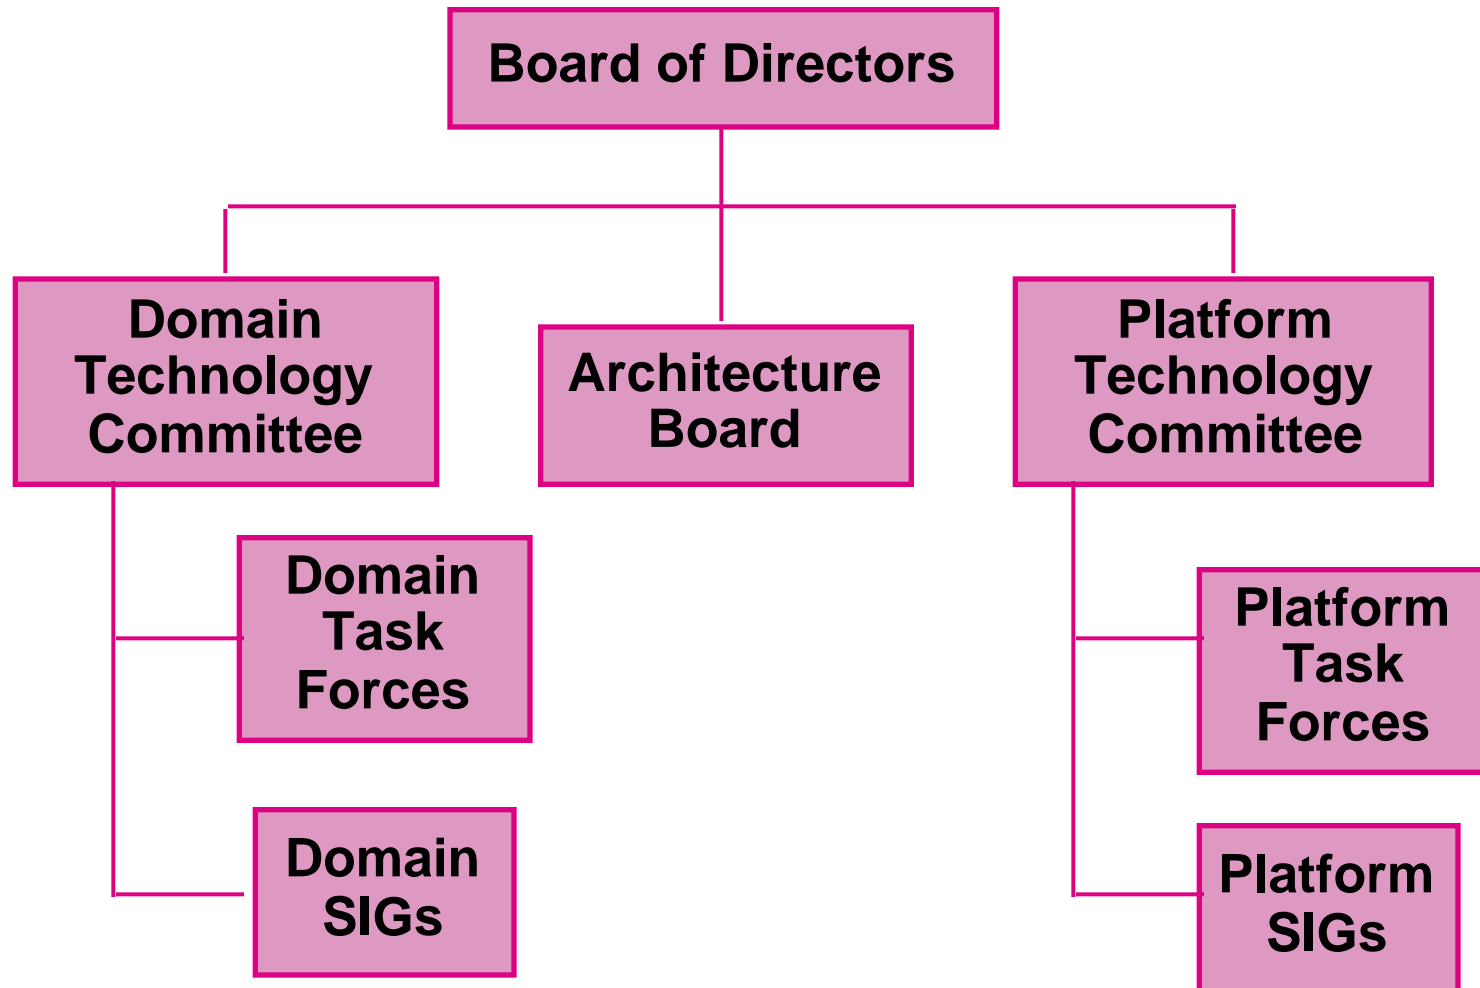 Board of Directors
Domain
Technology
Committee
Architecture
Board
Platform
Technology
Committee
Domain
Task
Forces
Platform
Task
Forces
Domain
SIGs
Platform
SIGs